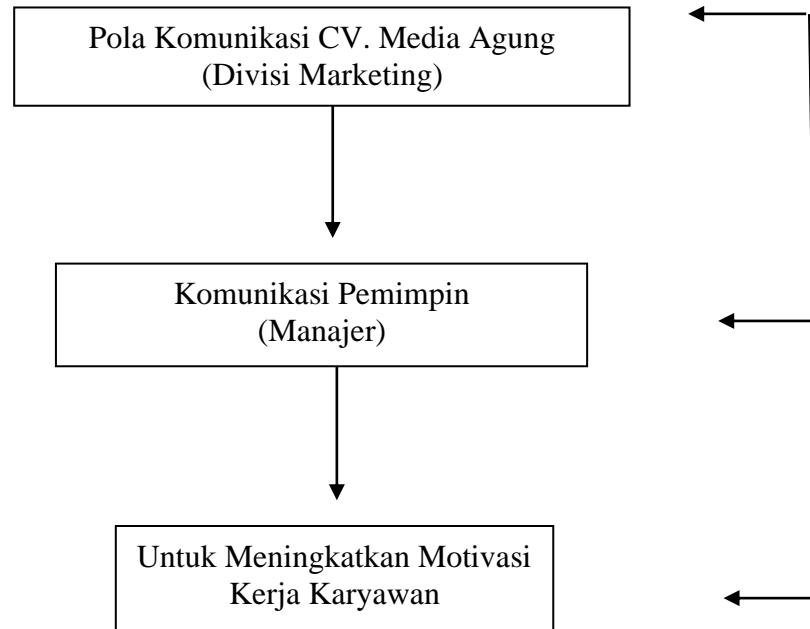 Pola Komunikasi CV. Media Agung
(Divisi Marketing)
Komunikasi Pemimpin
(Manajer)
Untuk Meningkatkan Motivasi
Kerja Karyawan